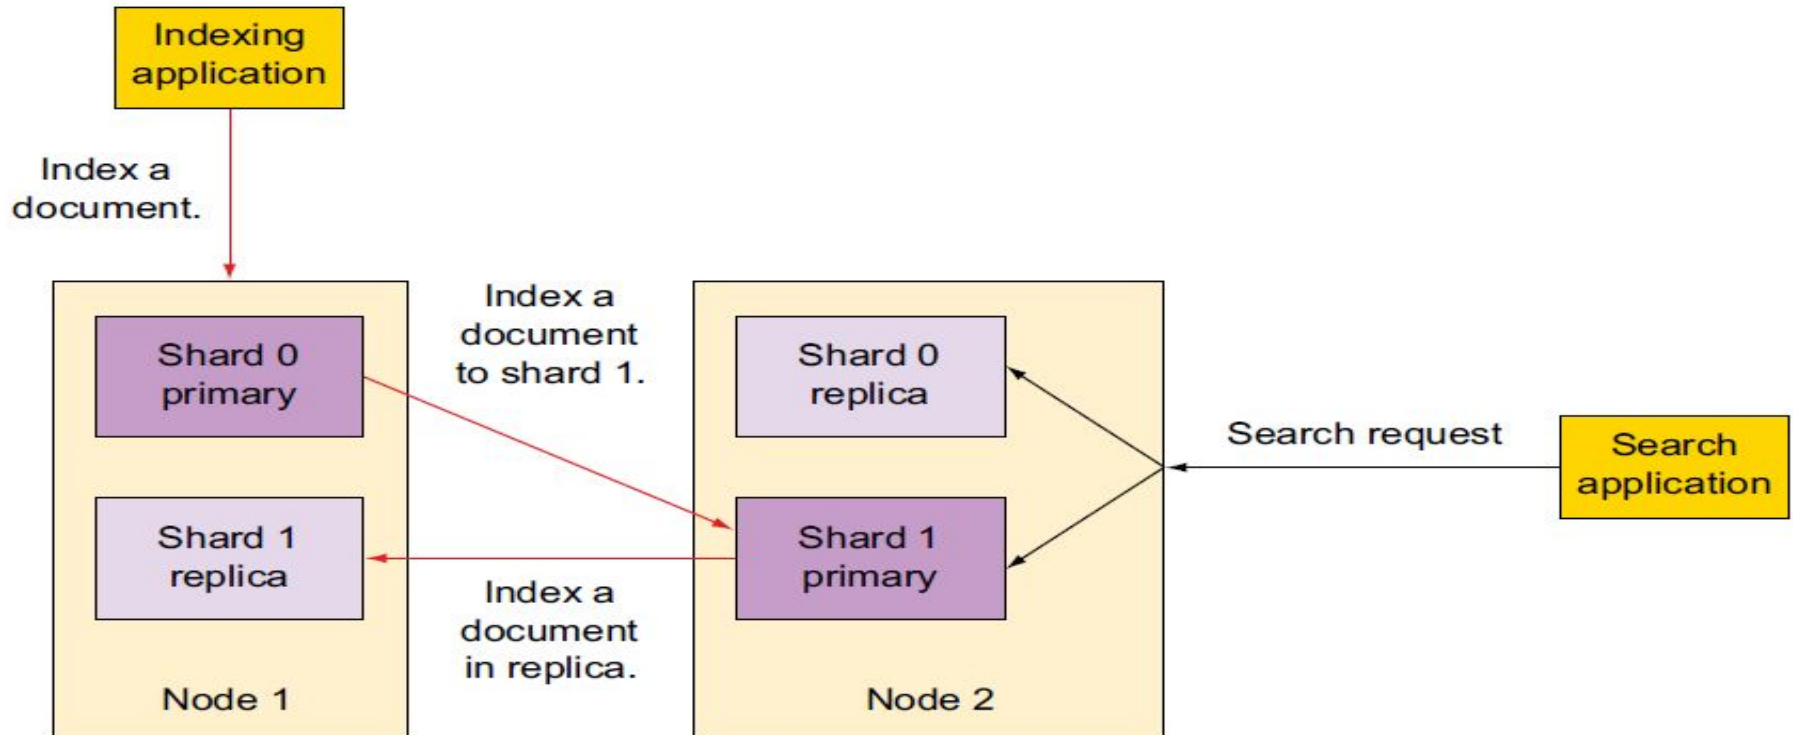 Indexing
application
Index a
document.
Shard 0
primary
Shard 1
replica
Node 1
Index a
document
to shard 1.
Index a
document
in replica.
Shard 0
replica
Shard 1
primary
Node 2
Search request
Search
application